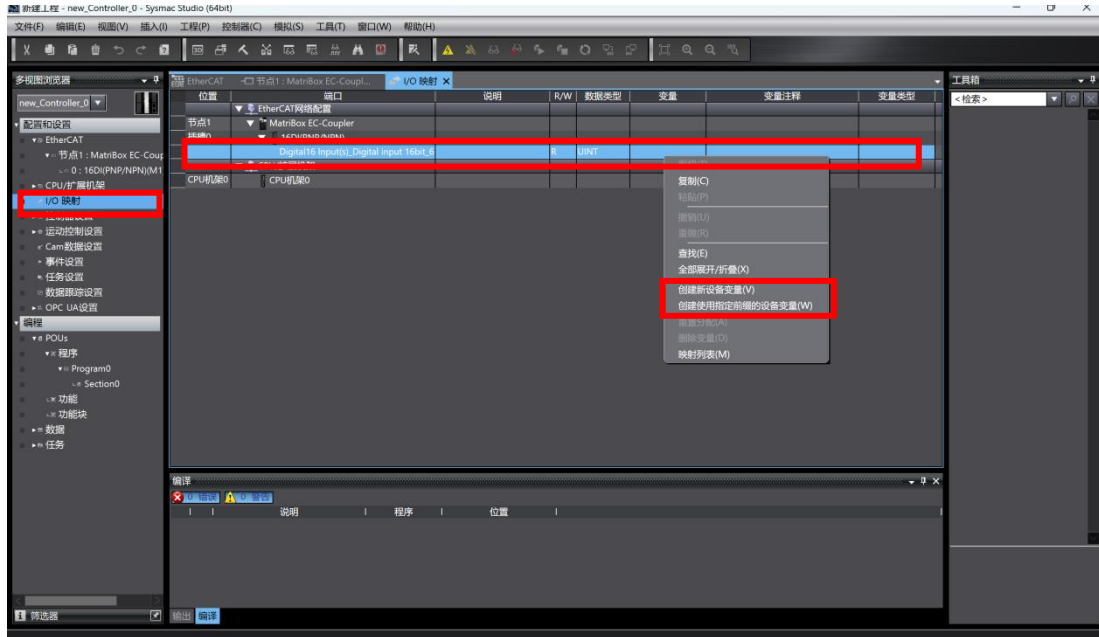 新建工程 - new_Controller_0 - Sysmac Studio (64bit)
文件(F) 编辑(E) 视图(V) 插入(I) 工程(P) 控制器(C) 模拟(S) 工具(T) 窗口(W) 帮助(H)
多视图浏览器
new_Controller_0
配置和设置
EtherCAT
节点1 : MatriBox EC-Coup
0 : 16DI(PNP/NPN)(M1
CPU/扩展机架
I/O 映射
控制器设置
运动控制设置
Cam数据设置
事件设置
任务设置
数据跟踪设置
OPC UA设置
编程
POUs
程序
Program0
Section0
功能
功能块
数据
任务
筛选器
EtherCAT 节点1 : MatriBox EC-Coupl... I/O 映射
位置 端口 说明 R/W 数据类型 变量 变量注释 变量类型
EtherCAT网络配置
节点1 MatriBox EC-Coupler
插槽0 16DI(PNP/NPN)
Digital16 Input(s)_Digital input 16bit_6 R UINT
CPU/扩展机架
CPU机架0 CPU机架0
复制(C)
粘贴(P)
撤销(U)
重做(R)
查找(E)
全部展开/折叠(X)
创建新设备变量(V)
创建使用指定前缀的设备变量(W)
重置分配(A)
删除变量(D)
映射列表(M)
编译
0 错误 0 警告
说明 程序 位置
输出 编译
工具箱
<检索>